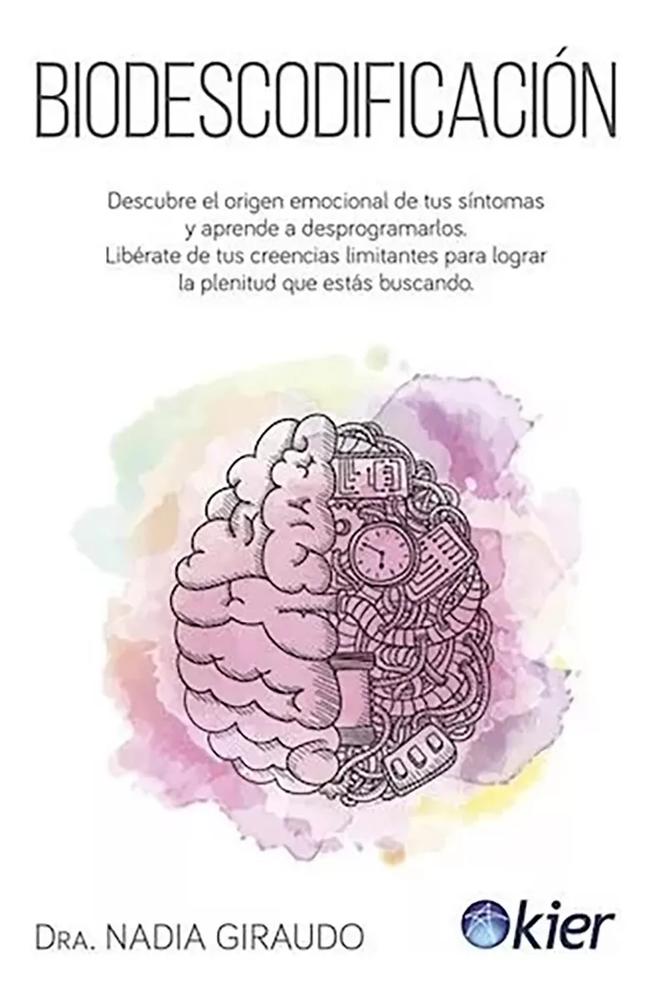 BIODESCODIFICACIÓN
Descubre el origen emocional de tus síntomas
y aprende a desprogramarlos.
Libérate de tus creencias limitantes para lograr
la plenitud que estás buscando.
DRA. NADIA GIRAUDO
kier